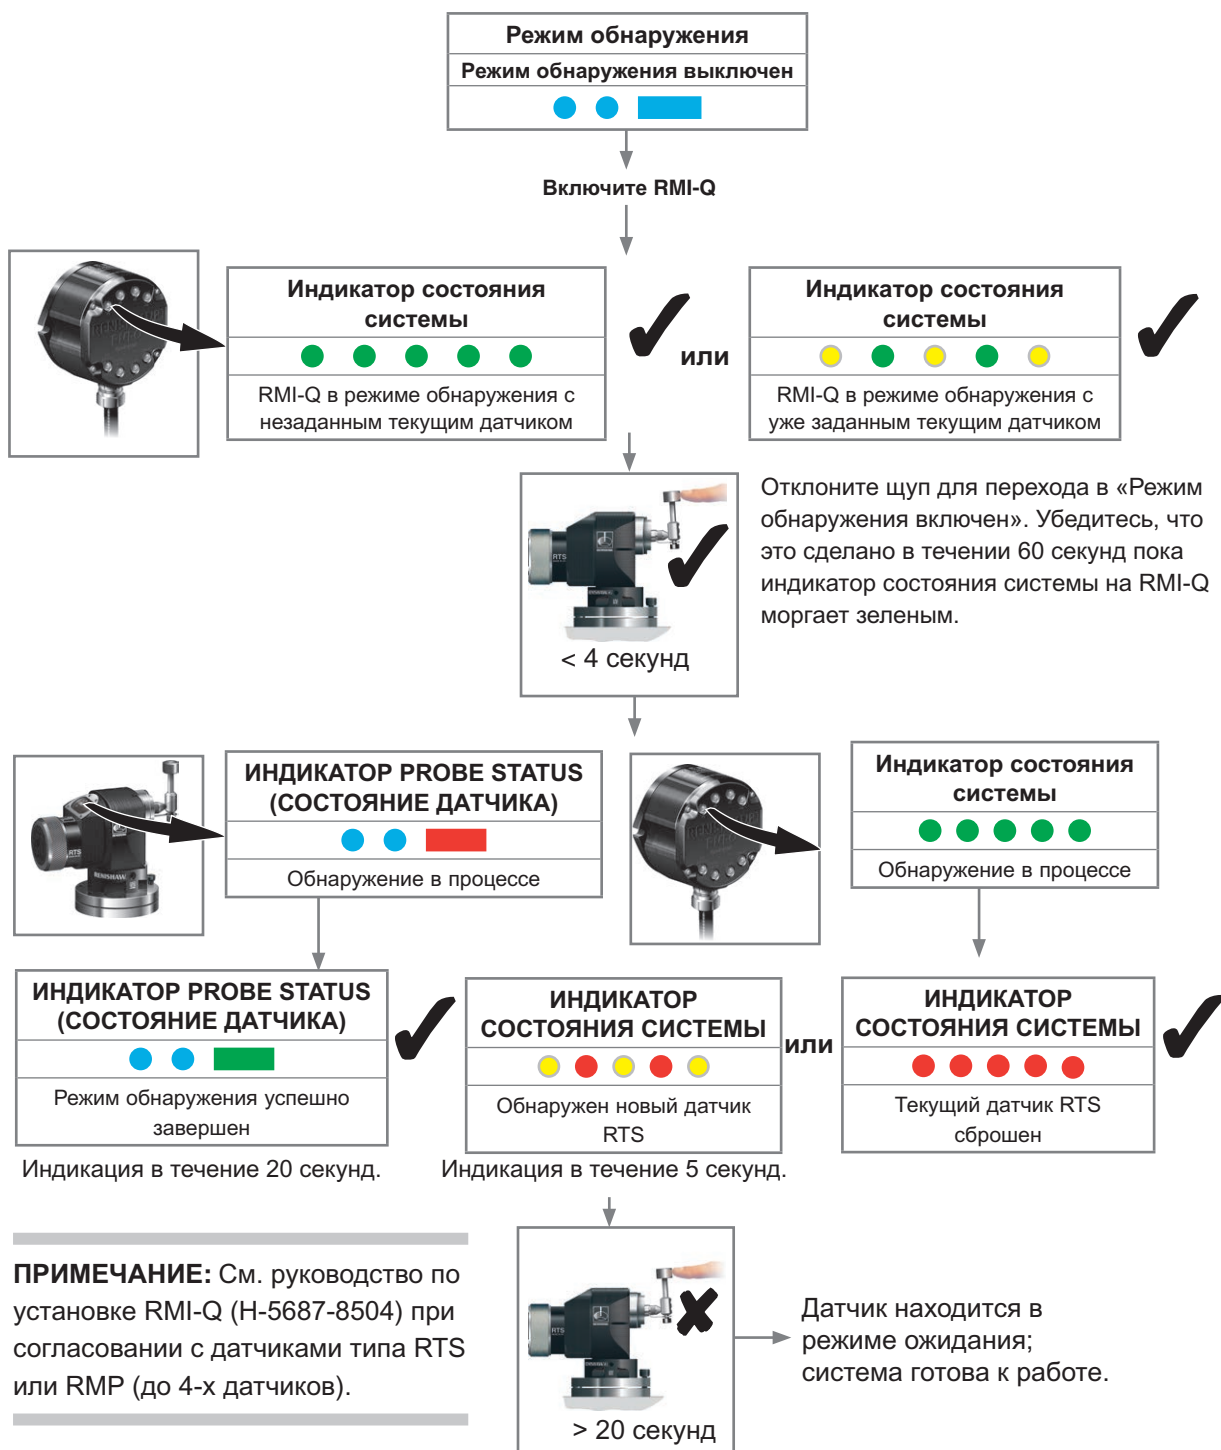 Режим обнаружения
Режим обнаружения выключен
Включите RMI-Q
Индикатор состояния
системы
RMI-Q в режиме обнаружения с
незаданным текущим датчиком
или
Индикатор состояния
системы
RMI-Q в режиме обнаружения с
уже заданным текущим датчиком
RTS
< 4 секунд
Отклоните щуп для перехода в «Режим
обнаружения включен». Убедитесь, что
это сделано в течении 60 секунд пока
индикатор состояния системы на RMI-Q
моргает зеленым.
RTS
RENISHAW
ИНДИКАТОР PROBE STATUS
(СОСТОЯНИЕ ДАТЧИКА)
Обнаружение в процессе
Индикатор состояния
системы
Обнаружение в процессе
ИНДИКАТОР PROBE STATUS
(СОСТОЯНИЕ ДАТЧИКА)
Режим обнаружения успешно
завершен
Индикация в течение 20 секунд.
ИНДИКАТОР
СОСТОЯНИЯ СИСТЕМЫ
Обнаружен новый датчик
RTS
Индикация в течение 5 секунд.
или
ИНДИКАТОР
СОСТОЯНИЯ СИСТЕМЫ
Текущий датчик RTS
сброшен
ПРИМЕЧАНИЕ: См. руководство по
установке RMI-Q (H-5687-8504) при
согласовании с датчиками типа RTS
или RMP (до 4-х датчиков).
RTS
> 20 секунд
Датчик находится в
режиме ожидания;
система готова к работе.